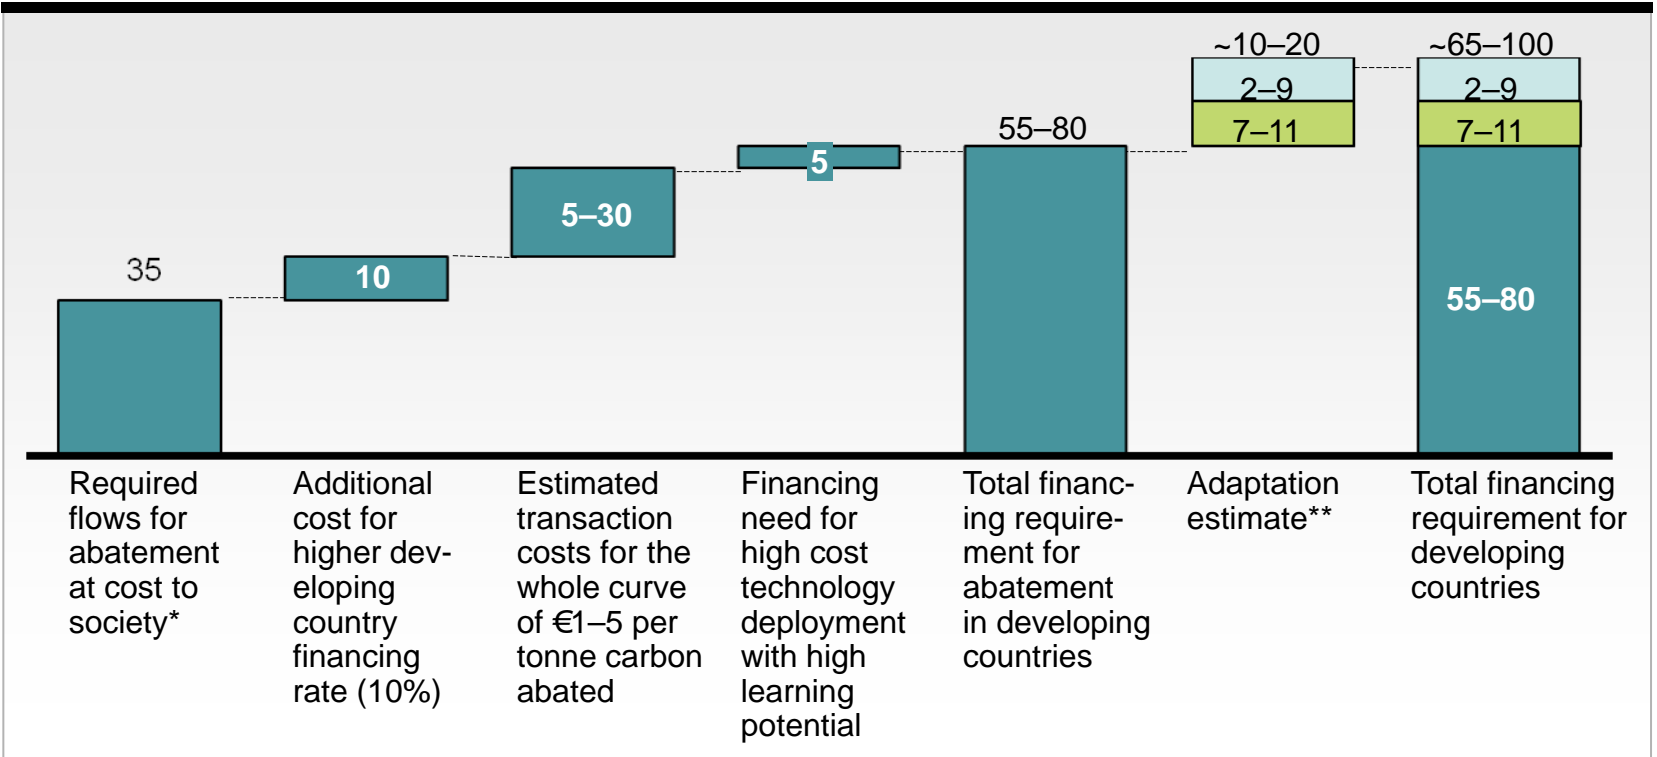 ~10–20
~65–100
2–9
2–9
55–80
7–11
7–11
5
5–30
35
10
55–80
Required
flows for
abatement
at cost to
society*
Additional
cost for
higher dev-
eloping
country
financing
rate (10%)
Estimated
transaction
costs for the
whole curve
of €1–5 per
tonne carbon
abated
Financing
need for
high cost
technology
deployment
with high
learning
potential
Total financ-
ing require-
ment for
abatement
in developing
countries
Adaptation
estimate**
Total financing
requirement for
developing
countries